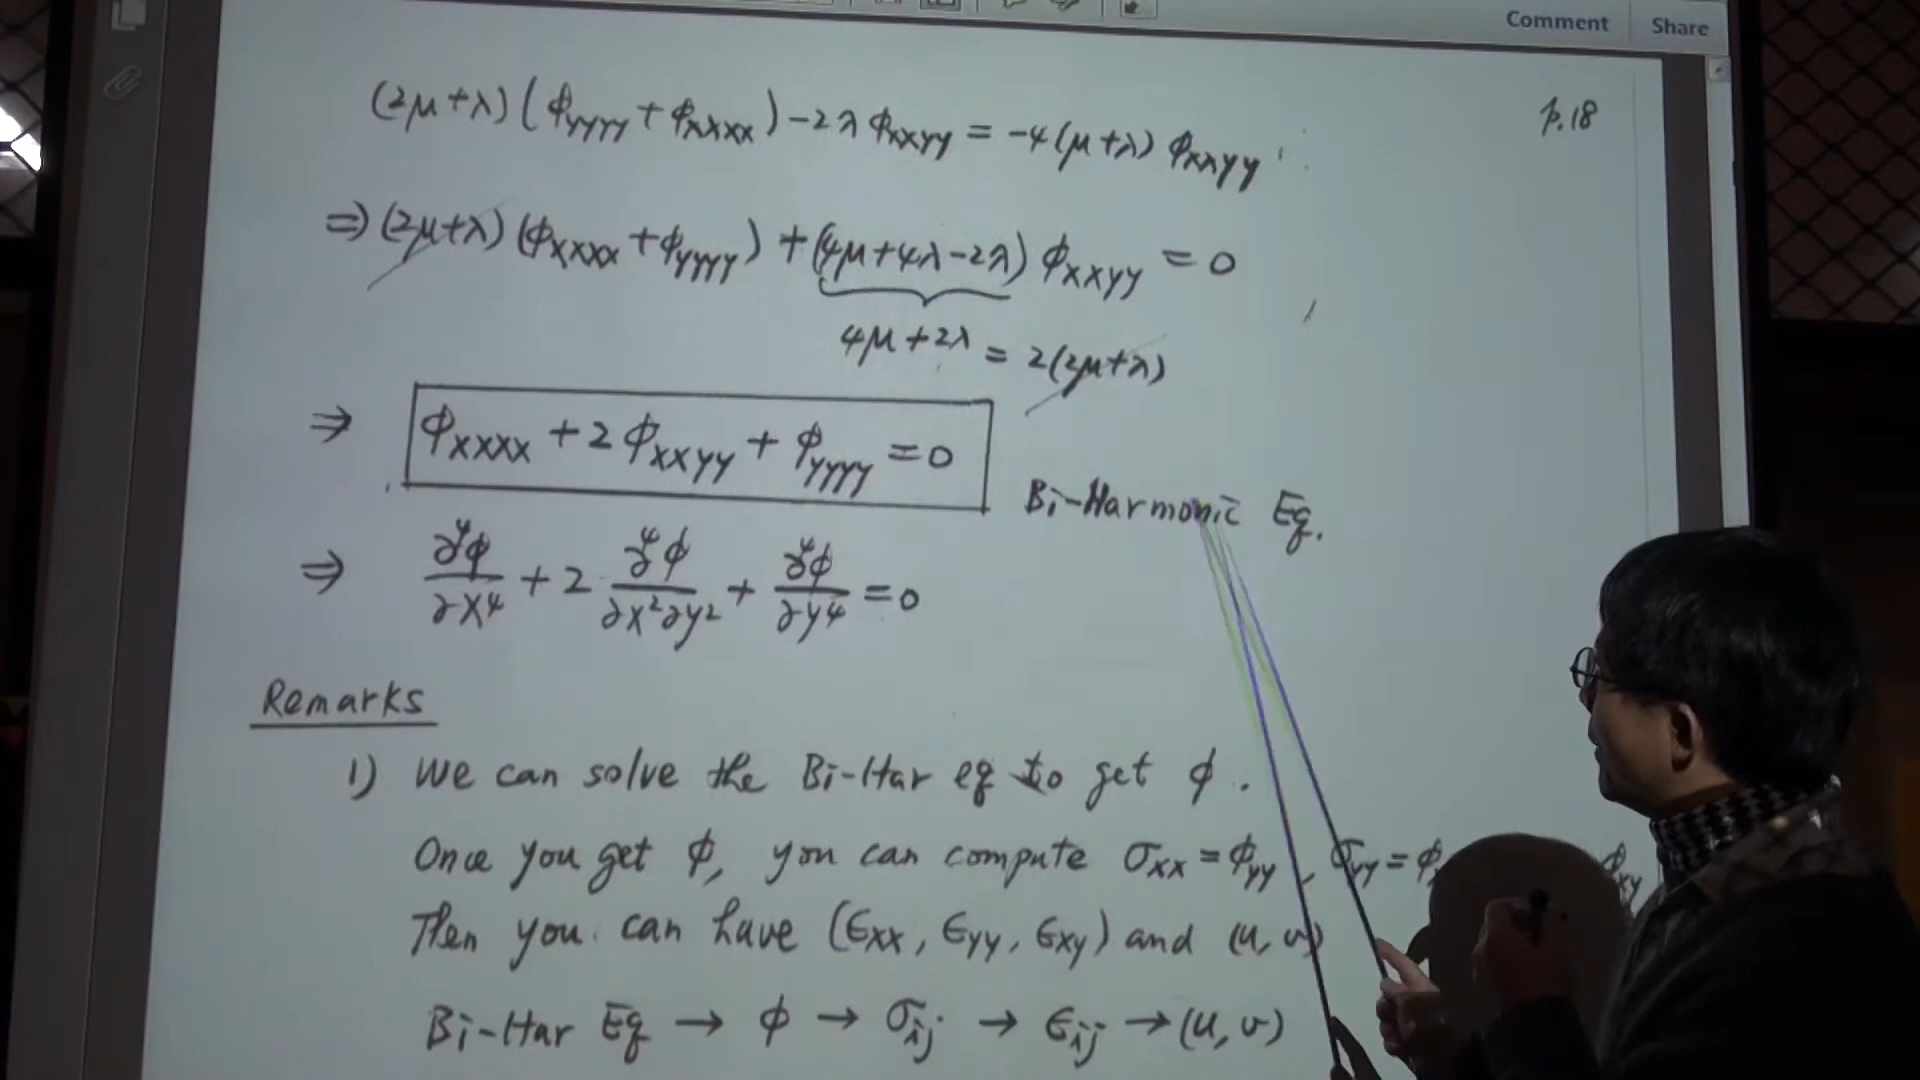 Comment Share
p.18
(2μ+λ)(ϕyyyy+ϕxxxx)-2λϕxxyy=-4(μ+λ)ϕxxyy
⇒(2μ+λ)(ϕxxxx+ϕyyyy)+(4μ+4λ-2λ)ϕxxyy=0
4μ+2λ=2(2μ+λ)
⇒ ϕxxxx+2ϕxxyy+ϕyyyy=0
Bi-Harmonic Eq.
⇒ ∂⁴ϕ/∂x⁴+2∂⁴ϕ/∂x²∂y²+∂⁴ϕ/∂y⁴=0
Remarks
1) We can solve the Bi-Har eq to get ϕ.
Once you get ϕ, you can compute σxx=ϕyy, σyy=ϕ ϕxy
Then you can have (εxx, εyy, εxy) and (u, v)
Bi-Har Eq → ϕ → σij → εij → (u, v)